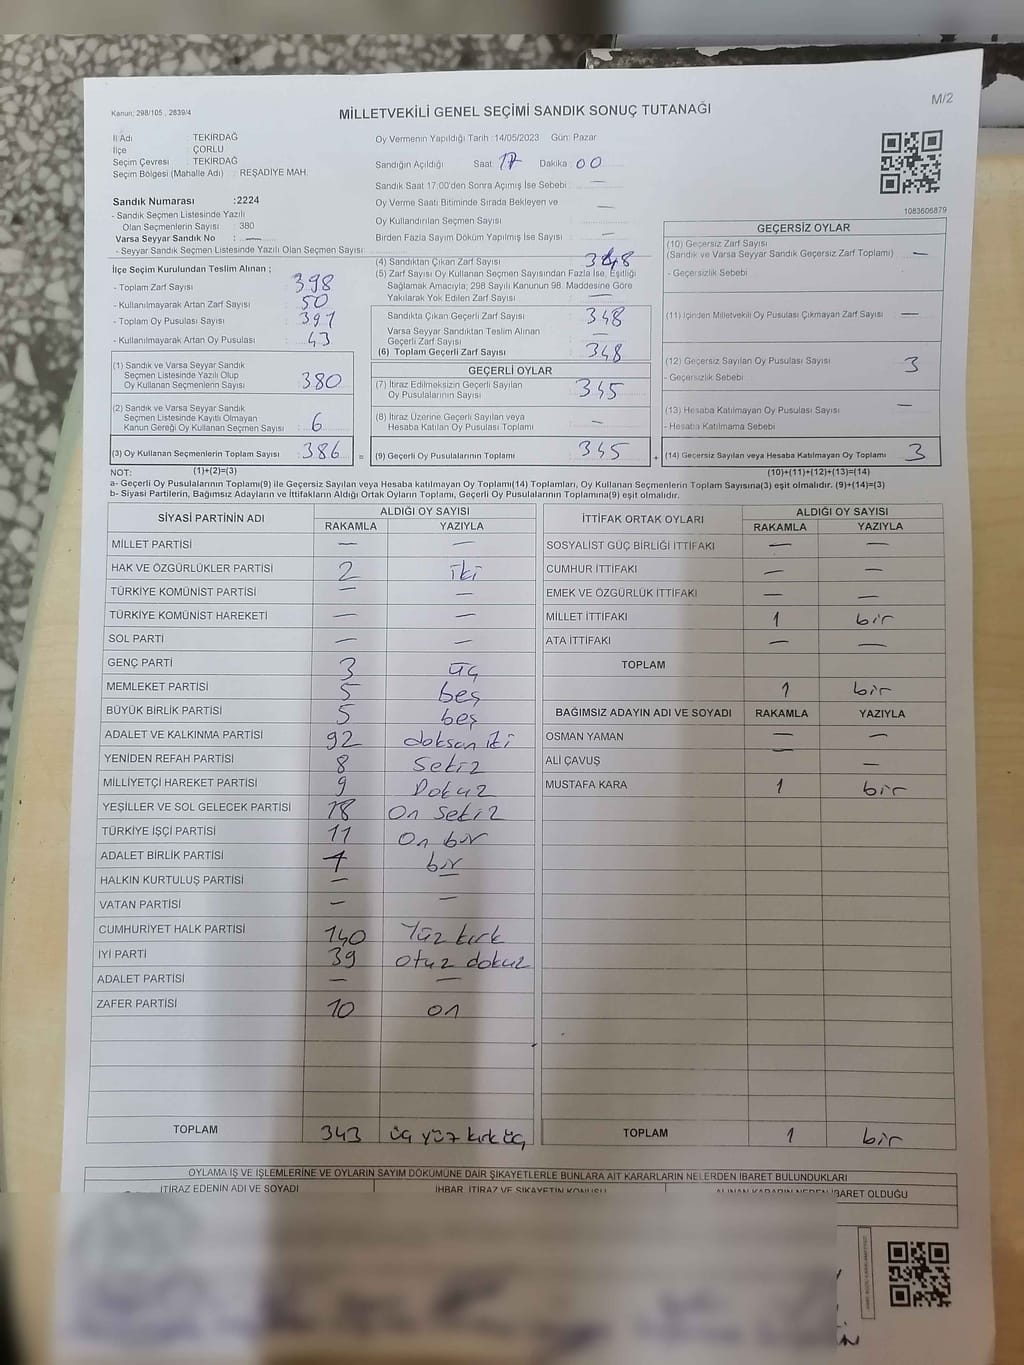 M/2
Kanun: 298/105 , 2839/4
MİLLETVEKİLİ GENEL SEÇİMİ SANDIK SONUÇ TUTANAĞI
İl Adı : TEKİRDAĞ
İlçe : ÇORLU
Seçim Çevresi : TEKİRDAĞ
Seçim Bölgesi (Mahalle Adı) : REŞADİYE MAH.
Sandık Numarası :2224
- Sandık Seçmen Listesinde Yazılı
Olan Seçmenlerin Sayısı : 380
Varsa Seyyar Sandık No : —
- Seyyar Sandık Seçmen Listesinde Yazılı Olan Seçmen Sayısı:
İlçe Seçim Kurulundan Teslim Alınan ;
- Toplam Zarf Sayısı : 398
- Kullanılmayarak Artan Zarf Sayısı : 50
- Toplam Oy Pusulası Sayısı : 391
- Kullanılmayarak Artan Oy Pusulası : 43
(1) Sandık ve Varsa Seyyar Sandık
Seçmen Listesinde Yazılı Olup
Oy Kullanan Seçmenlerin Sayısı : 380
(2) Sandık ve Varsa Seyyar Sandık
Seçmen Listesinde Kayıtlı Olmayan
Kanun Gereği Oy Kullanan Seçmen Sayısı : 6
(3) Oy Kullanan Seçmenlerin Toplam Sayısı : 386
Oy Vermenin Yapıldığı Tarih :14/05/2023 Gün: Pazar
Sandığın Açıldığı Saat : 17 Dakika : 00
Sandık Saat 17:00'den Sonra Açımış İse Sebebi : —
Oy Verme Saati Bitiminde Sırada Bekleyen ve
Oy Kullandırılan Seçmen Sayısı : —
Birden Fazla Sayım Döküm Yapılmış İse Sayısı : —
(4) Sandıktan Çıkan Zarf Sayısı : 348
(5) Zarf Sayısı Oy Kullanan Seçmen Sayısından Fazla İse, Eşitliği
Sağlamak Amacıyla; 298 Sayılı Kanunun 98. Maddesine Göre
Yakılarak Yok Edilen Zarf Sayısı : —
Sandıkta Çıkan Geçerli Zarf Sayısı : 348
Varsa Seyyar Sandıktan Teslim Alınan
Geçerli Zarf Sayısı : —
(6) Toplam Geçerli Zarf Sayısı : 348
GEÇERLİ OYLAR
(7) İtiraz Edilmeksizin Geçerli Sayılan
Oy Pusulalarının Sayısı : 345
(8) İtiraz Üzerine Geçerli Sayılan veya
Hesaba Katılan Oy Pusulası Toplamı : —
= (9) Geçerli Oy Pusulalarının Toplamı : 345
1083606879
GEÇERSİZ OYLAR
(10) Geçersiz Zarf Sayısı
(Sandık ve Varsa Seyyar Sandık Geçersiz Zarf Toplamı) : —
- Geçersizlik Sebebi
(11) İçinden Milletvekili Oy Pusulası Çıkmayan Zarf Sayısı : —
(12) Geçersiz Sayılan Oy Pusulası Sayısı : 3
- Geçersizlik Sebebi
(13) Hesaba Katılmayan Oy Pusulası Sayısı : —
- Hesaba Katılmama Sebebi
+ (14) Geçersiz Sayılan veya Hesaba Katılmayan Oy Toplamı : 3
NOT: (1)+(2)=(3) (10)+(11)+(12)+(13)=(14)
a- Geçerli Oy Pusulalarının Toplamı(9) ile Geçersiz Sayılan veya Hesaba katılmayan Oy Toplamı(14) Toplamları, Oy Kullanan Seçmenlerin Toplam Sayısına(3) eşit olmalıdır. (9)+(14)=(3)
b- Siyasi Partilerin, Bağımsız Adayların ve İttifakların Aldığı Ortak Oyların Toplamı, Geçerli Oy Pusulalarının Toplamına(9) eşit olmalıdır.
SİYASİ PARTİNİN ADI ALDIĞI OY SAYISI
RAKAMLA YAZIYLA
MİLLET PARTİSİ — —
HAK VE ÖZGÜRLÜKLER PARTİSİ 2 iki
TÜRKİYE KOMÜNİST PARTİSİ — —
TÜRKİYE KOMÜNİST HAREKETİ — —
SOL PARTİ — —
GENÇ PARTİ 3 üç
MEMLEKET PARTİSİ 5 beş
BÜYÜK BİRLİK PARTİSİ 5 beş
ADALET VE KALKINMA PARTİSİ 92 doksan iki
YENİDEN REFAH PARTİSİ 8 Sekiz
MİLLİYETÇİ HAREKET PARTİSİ 9 Dokuz
YEŞİLLER VE SOL GELECEK PARTİSİ 18 On Sekiz
TÜRKİYE İŞÇİ PARTİSİ 11 On bir
ADALET BİRLİK PARTİSİ 1 bir
HALKIN KURTULUŞ PARTİSİ — —
VATAN PARTİSİ — —
CUMHURİYET HALK PARTİSİ 140 Yüz kırk
İYİ PARTİ 39 otuz dokuz
ADALET PARTİSİ — —
ZAFER PARTİSİ 10 on
TOPLAM 343 üç yüz kırk üç
İTTİFAK ORTAK OYLARI ALDIĞI OY SAYISI
RAKAMLA YAZIYLA
SOSYALİST GÜÇ BİRLİĞİ İTTİFAKI — —
CUMHUR İTTİFAKI — —
EMEK VE ÖZGÜRLÜK İTTİFAKI — —
MİLLET İTTİFAKI 1 bir
ATA İTTİFAKI — —
TOPLAM 1 bir
BAĞIMSIZ ADAYIN ADI VE SOYADI RAKAMLA YAZIYLA
OSMAN YAMAN — —
ALİ ÇAVUŞ — —
MUSTAFA KARA 1 bir
TOPLAM 1 bir
OYLAMA İŞ VE İŞLEMLERİNE VE OYLARIN SAYIM DÖKÜMÜNE DAİR ŞİKAYETLERLE BUNLARA AİT KARARLARIN NELERDEN İBARET BULUNDUKLARI
İTİRAZ EDENİN ADI VE SOYADI İHBAR, İTİRAZ VE ŞİKAYETİN KONUSU ALINAN KARARIN NEDEN İBARET OLDUĞU